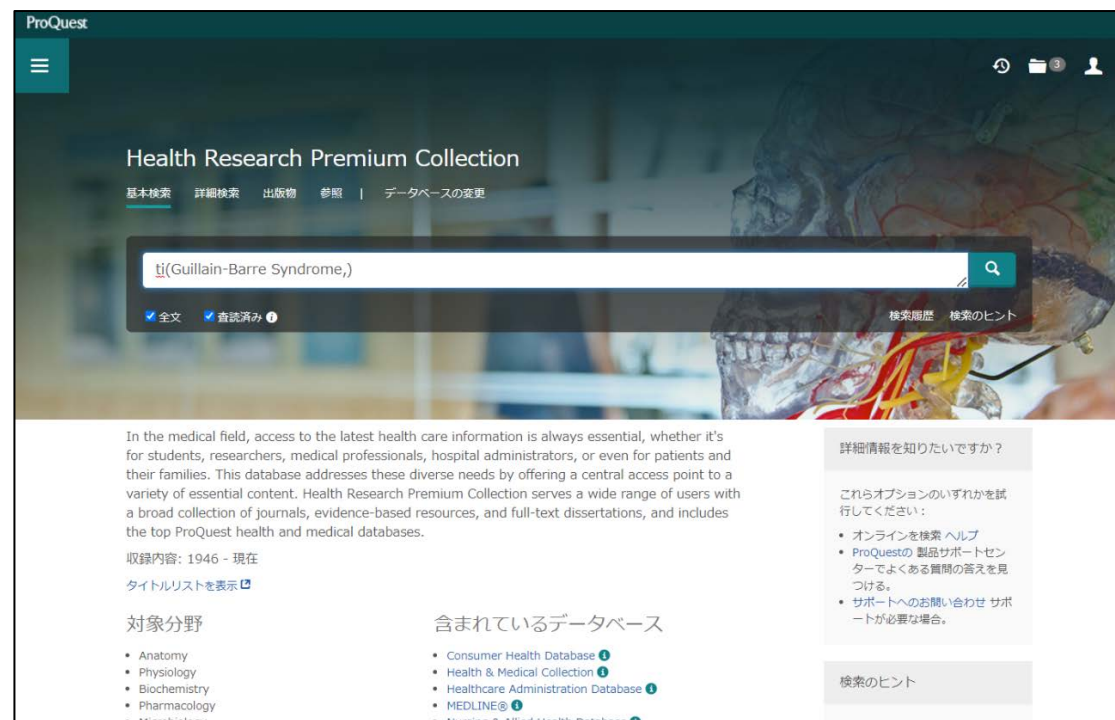 ProQuest
3
Health Research Premium Collection
基本検索 詳細検索 出版物 参照 | データベースの変更
ti(Guillain-Barre Syndrome,)
全文 査読済み
検索履歴 検索のヒント
In the medical field, access to the latest health care information is always essential, whether it's
for students, researchers, medical professionals, hospital administrators, or even for patients and
their families. This database addresses these diverse needs by offering a central access point to a
variety of essential content. Health Research Premium Collection serves a wide range of users with
a broad collection of journals, evidence-based resources, and full-text dissertations, and includes
the top ProQuest health and medical databases.
収録内容: 1946 - 現在
タイトルリストを表示
対象分野
• Anatomy
• Physiology
• Biochemistry
• Pharmacology
• Microbiology
含まれているデータベース
• Consumer Health Database
• Health & Medical Collection
• Healthcare Administration Database
• MEDLINE®
• Nursing & Allied Health Database
詳細情報を知りたいですか？
これらオプションのいずれかを試
行してください：
• オンラインを検索 ヘルプ
• ProQuestの 製品サポートセン
ターでよくある質問の答えを見
つける。
• サポートへのお問い合わせ サポ
ートが必要な場合。
検索のヒント